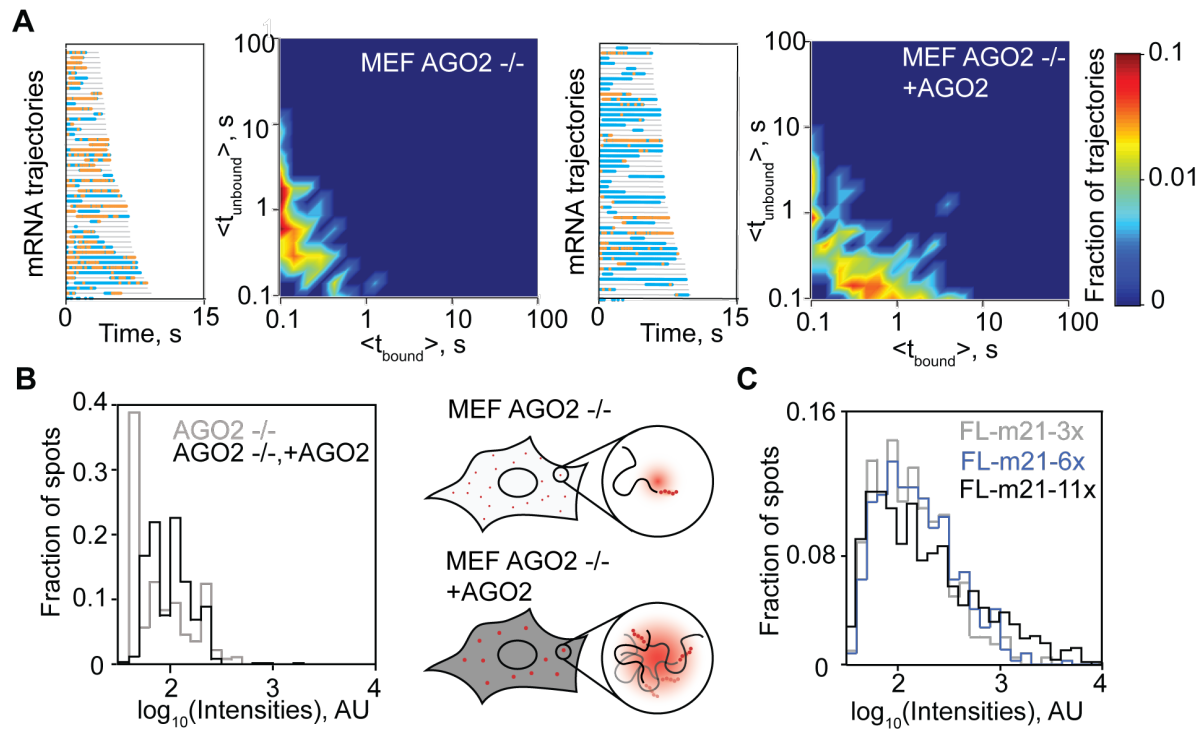 A
mRNA trajectories
0
15
Time, s
<t_unbound>, s
100
10
1
0.1
MEF AGO2 -/-
0.1
1
10
100
<t_bound>, s
mRNA trajectories
0
15
Time, s
<t_unbound>, s
100
10
1
0.1
MEF AGO2 -/-
+AGO2
0.1
1
10
100
<t_bound>, s
Fraction of trajectories
0.1
0.01
0
B
Fraction of spots
0.4
0.3
0.2
0.1
0
AGO2 -/-
AGO2 -/-,+AGO2
2
3
4
log₁₀(Intensities), AU
MEF AGO2 -/-
MEF AGO2 -/-
+AGO2
C
Fraction of spots
0.16
0.08
0
FL-m21-3x
FL-m21-6x
FL-m21-11x
2
3
4
log₁₀(Intensities), AU